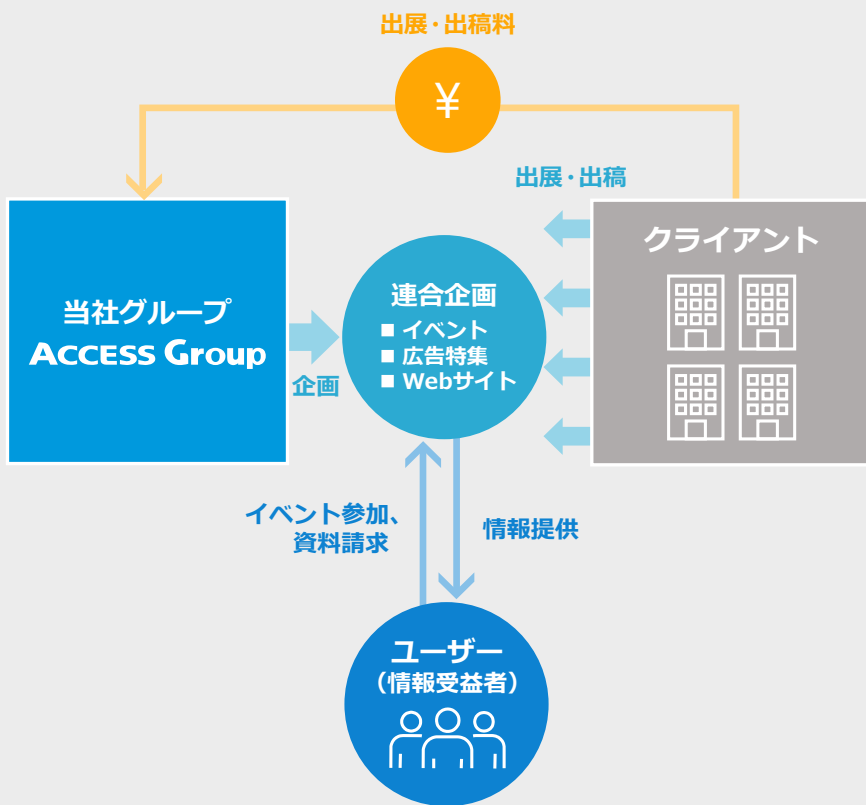 出展・出稿料
¥
出展・出稿
クライアント
当社グループ
ACCESS Group
企画
連合企画
■ イベント
■ 広告特集
■ Webサイト
イベント参加、
資料請求
情報提供
ユーザー
（情報受益者）